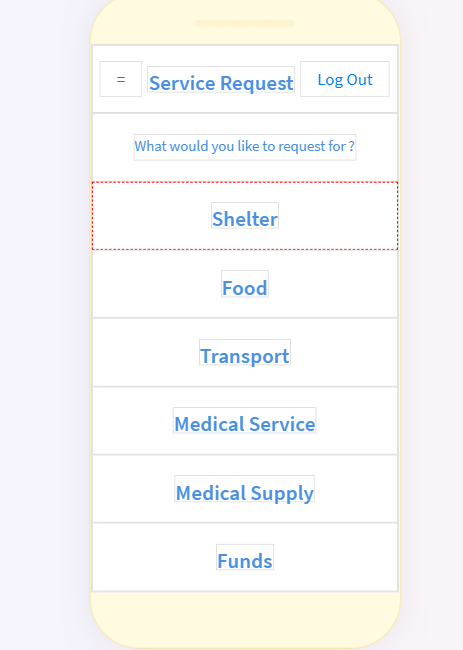 = Service Request Log Out
What would you like to request for ?
Shelter
Food
Transport
Medical Service
Medical Supply
Funds